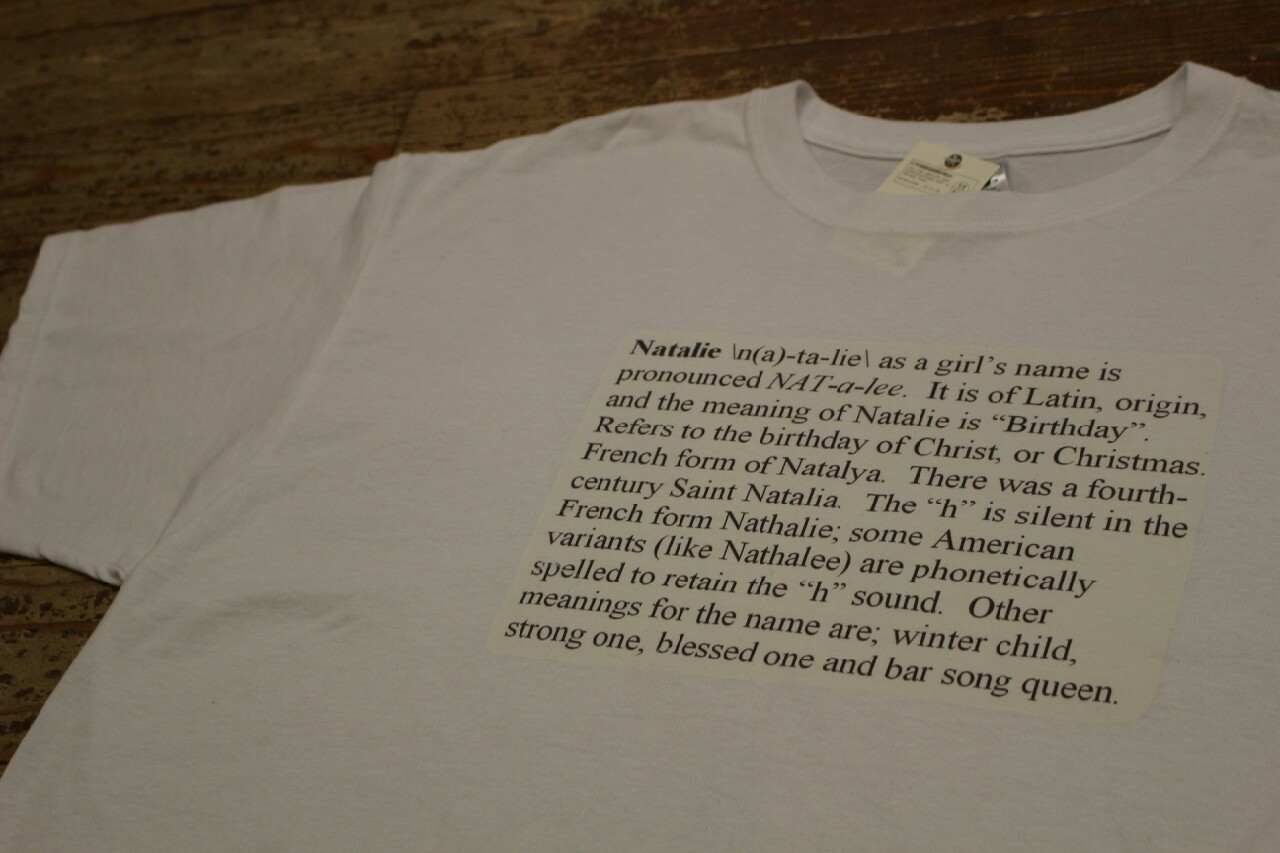 Natalie \n(a)-ta-lie\ as a girl's name is
pronounced NAT-a-lee. It is of Latin, origin,
and the meaning of Natalie is “Birthday”.
Refers to the birthday of Christ, or Christmas.
French form of Natalya. There was a fourth-
century Saint Natalia. The “h” is silent in the
French form Nathalie; some American
variants (like Nathalee) are phonetically
spelled to retain the “h” sound. Other
meanings for the name are; winter child,
strong one, blessed one and bar song queen.